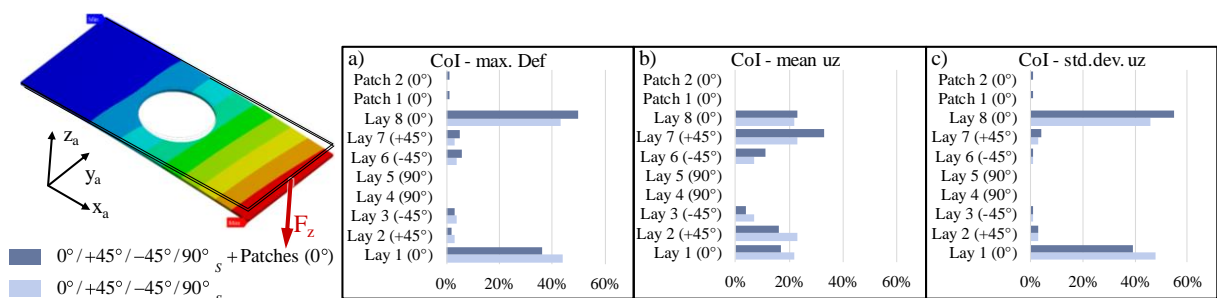 z_a
y_a
x_a
F_z
0°/+45°/−45°/90° _S +Patches (0°)
0°/+45°/−45°/90° _S
a) CoI - max. Def
Patch 2 (0°)
Patch 1 (0°)
Lay 8 (0°)
Lay 7 (+45°)
Lay 6 (-45°)
Lay 5 (90°)
Lay 4 (90°)
Lay 3 (-45°)
Lay 2 (+45°)
Lay 1 (0°)
0% 20% 40% 60%
b) CoI - mean uz
Patch 2 (0°)
Patch 1 (0°)
Lay 8 (0°)
Lay 7 (+45°)
Lay 6 (-45°)
Lay 5 (90°)
Lay 4 (90°)
Lay 3 (-45°)
Lay 2 (+45°)
Lay 1 (0°)
0% 20% 40% 60%
c) CoI - std.dev. uz
Patch 2 (0°)
Patch 1 (0°)
Lay 8 (0°)
Lay 7 (+45°)
Lay 6 (-45°)
Lay 5 (90°)
Lay 4 (90°)
Lay 3 (-45°)
Lay 2 (+45°)
Lay 1 (0°)
0% 20% 40% 60%